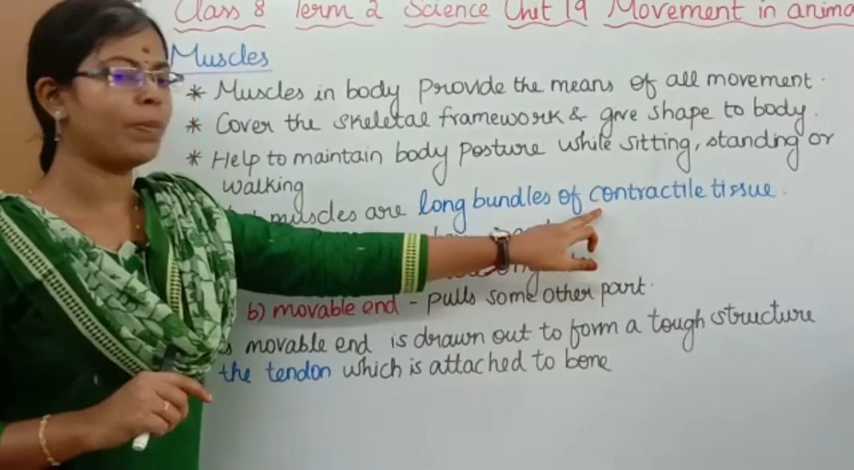 Class 8 Term 2 Science Unit 19 Movement in anima
Muscles
* Muscles in body provide the means of all movement.
* Cover the skeletal framework & give shape to body.
* Help to maintain body posture while sitting, standing or
walking
muscles are long bundles of contractile tissue.
b) movable end - pulls some other part.
movable end is drawn out to form a tough structure
the tendon which is attached to bone